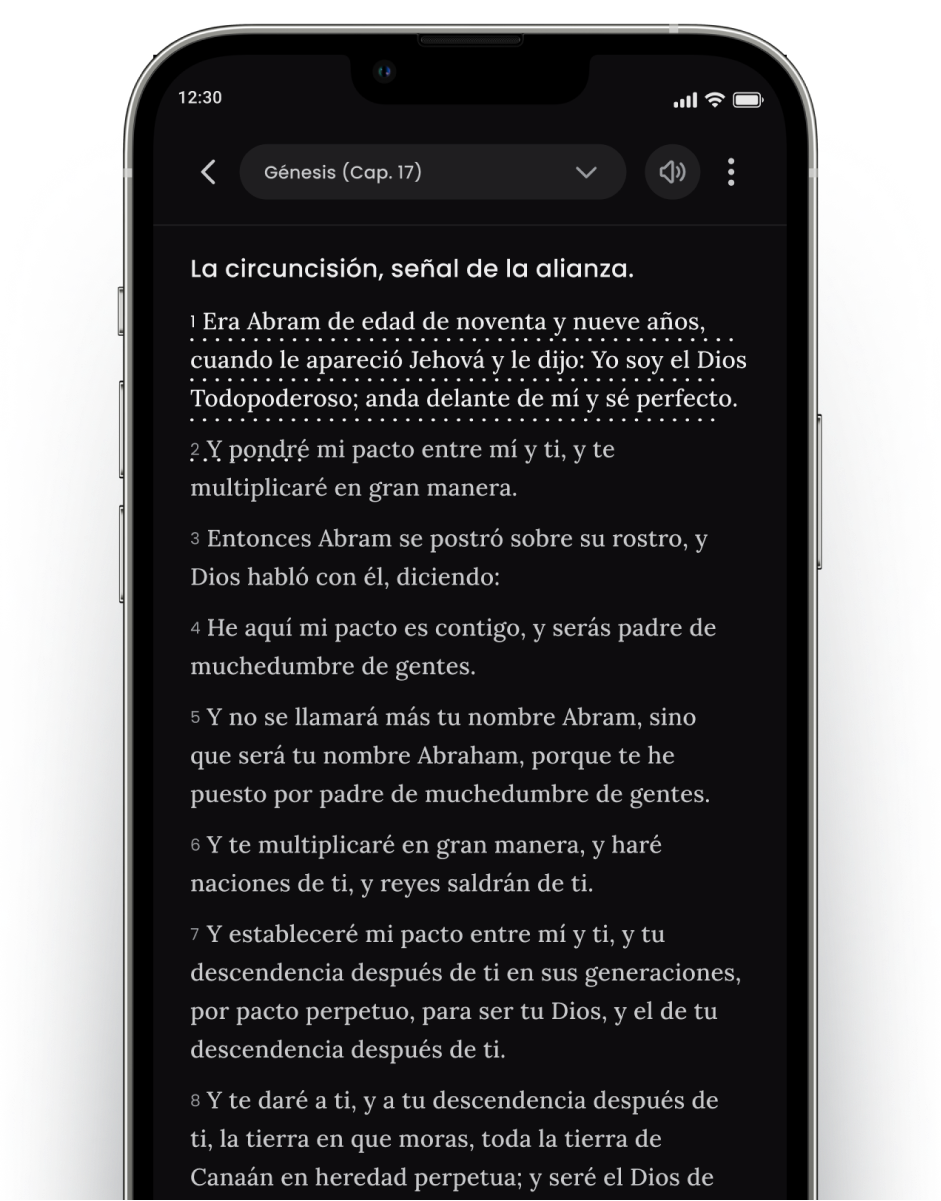 12:30
Génesis (Cap. 17)
La circuncisión, señal de la alianza.
1 Era Abram de edad de noventa y nueve años,
cuando le apareció Jehová y le dijo: Yo soy el Dios
Todopoderoso; anda delante de mí y sé perfecto.
2 Y pondré mi pacto entre mí y ti, y te
multiplicaré en gran manera.
3 Entonces Abram se postró sobre su rostro, y
Dios habló con él, diciendo:
4 He aquí mi pacto es contigo, y serás padre de
muchedumbre de gentes.
5 Y no se llamará más tu nombre Abram, sino
que será tu nombre Abraham, porque te he
puesto por padre de muchedumbre de gentes.
6 Y te multiplicaré en gran manera, y haré
naciones de ti, y reyes saldrán de ti.
7 Y estableceré mi pacto entre mí y ti, y tu
descendencia después de ti en sus generaciones,
por pacto perpetuo, para ser tu Dios, y el de tu
descendencia después de ti.
8 Y te daré a ti, y a tu descendencia después de
ti, la tierra en que moras, toda la tierra de
Canaán en heredad perpetua; y seré el Dios de